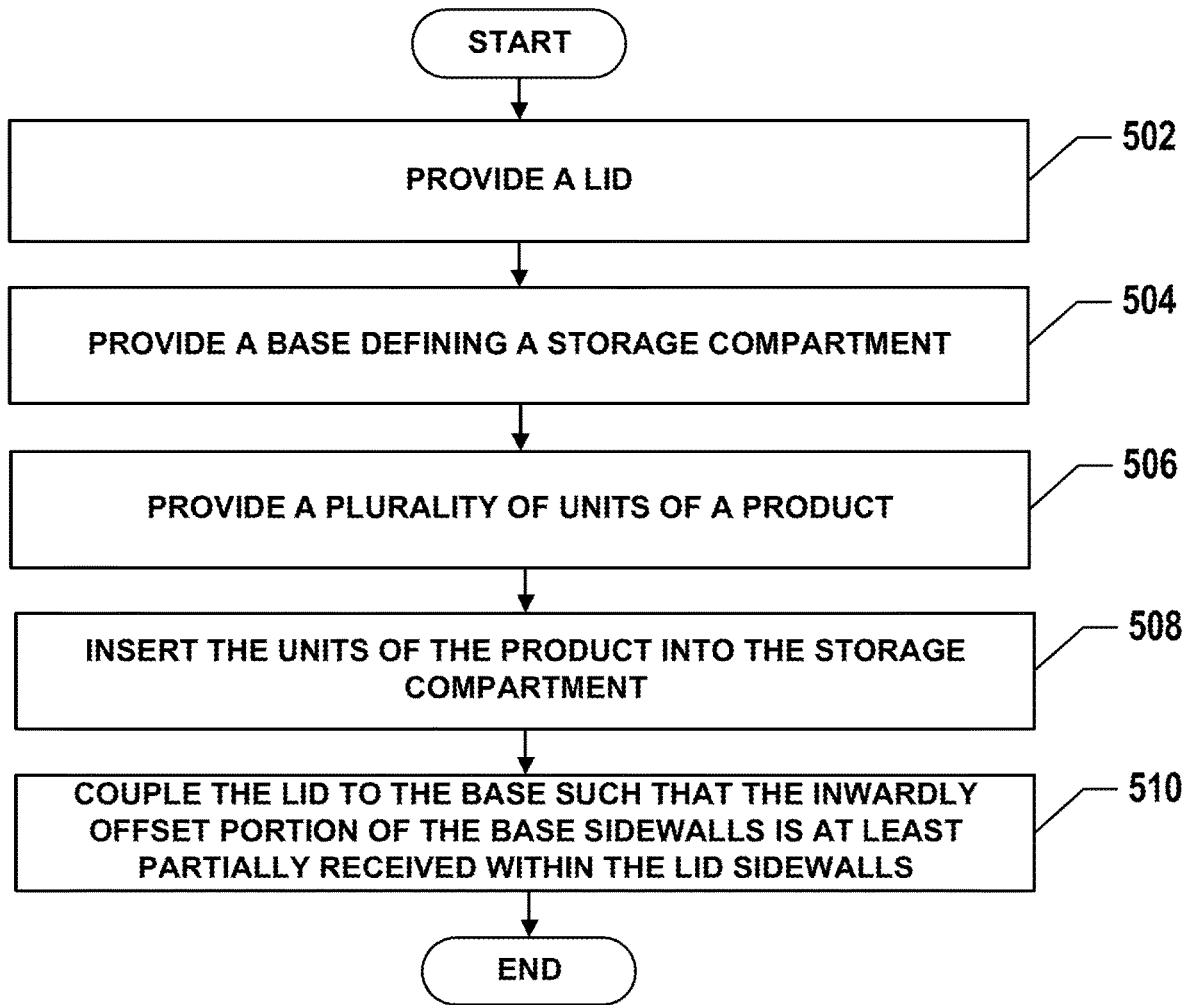 START
PROVIDE A LID
502
PROVIDE A BASE DEFINING A STORAGE COMPARTMENT
504
PROVIDE A PLURALITY OF UNITS OF A PRODUCT
506
INSERT THE UNITS OF THE PRODUCT INTO THE STORAGE
COMPARTMENT
508
COUPLE THE LID TO THE BASE SUCH THAT THE INWARDLY
OFFSET PORTION OF THE BASE SIDEWALLS IS AT LEAST
PARTIALLY RECEIVED WITHIN THE LID SIDEWALLS
510
END